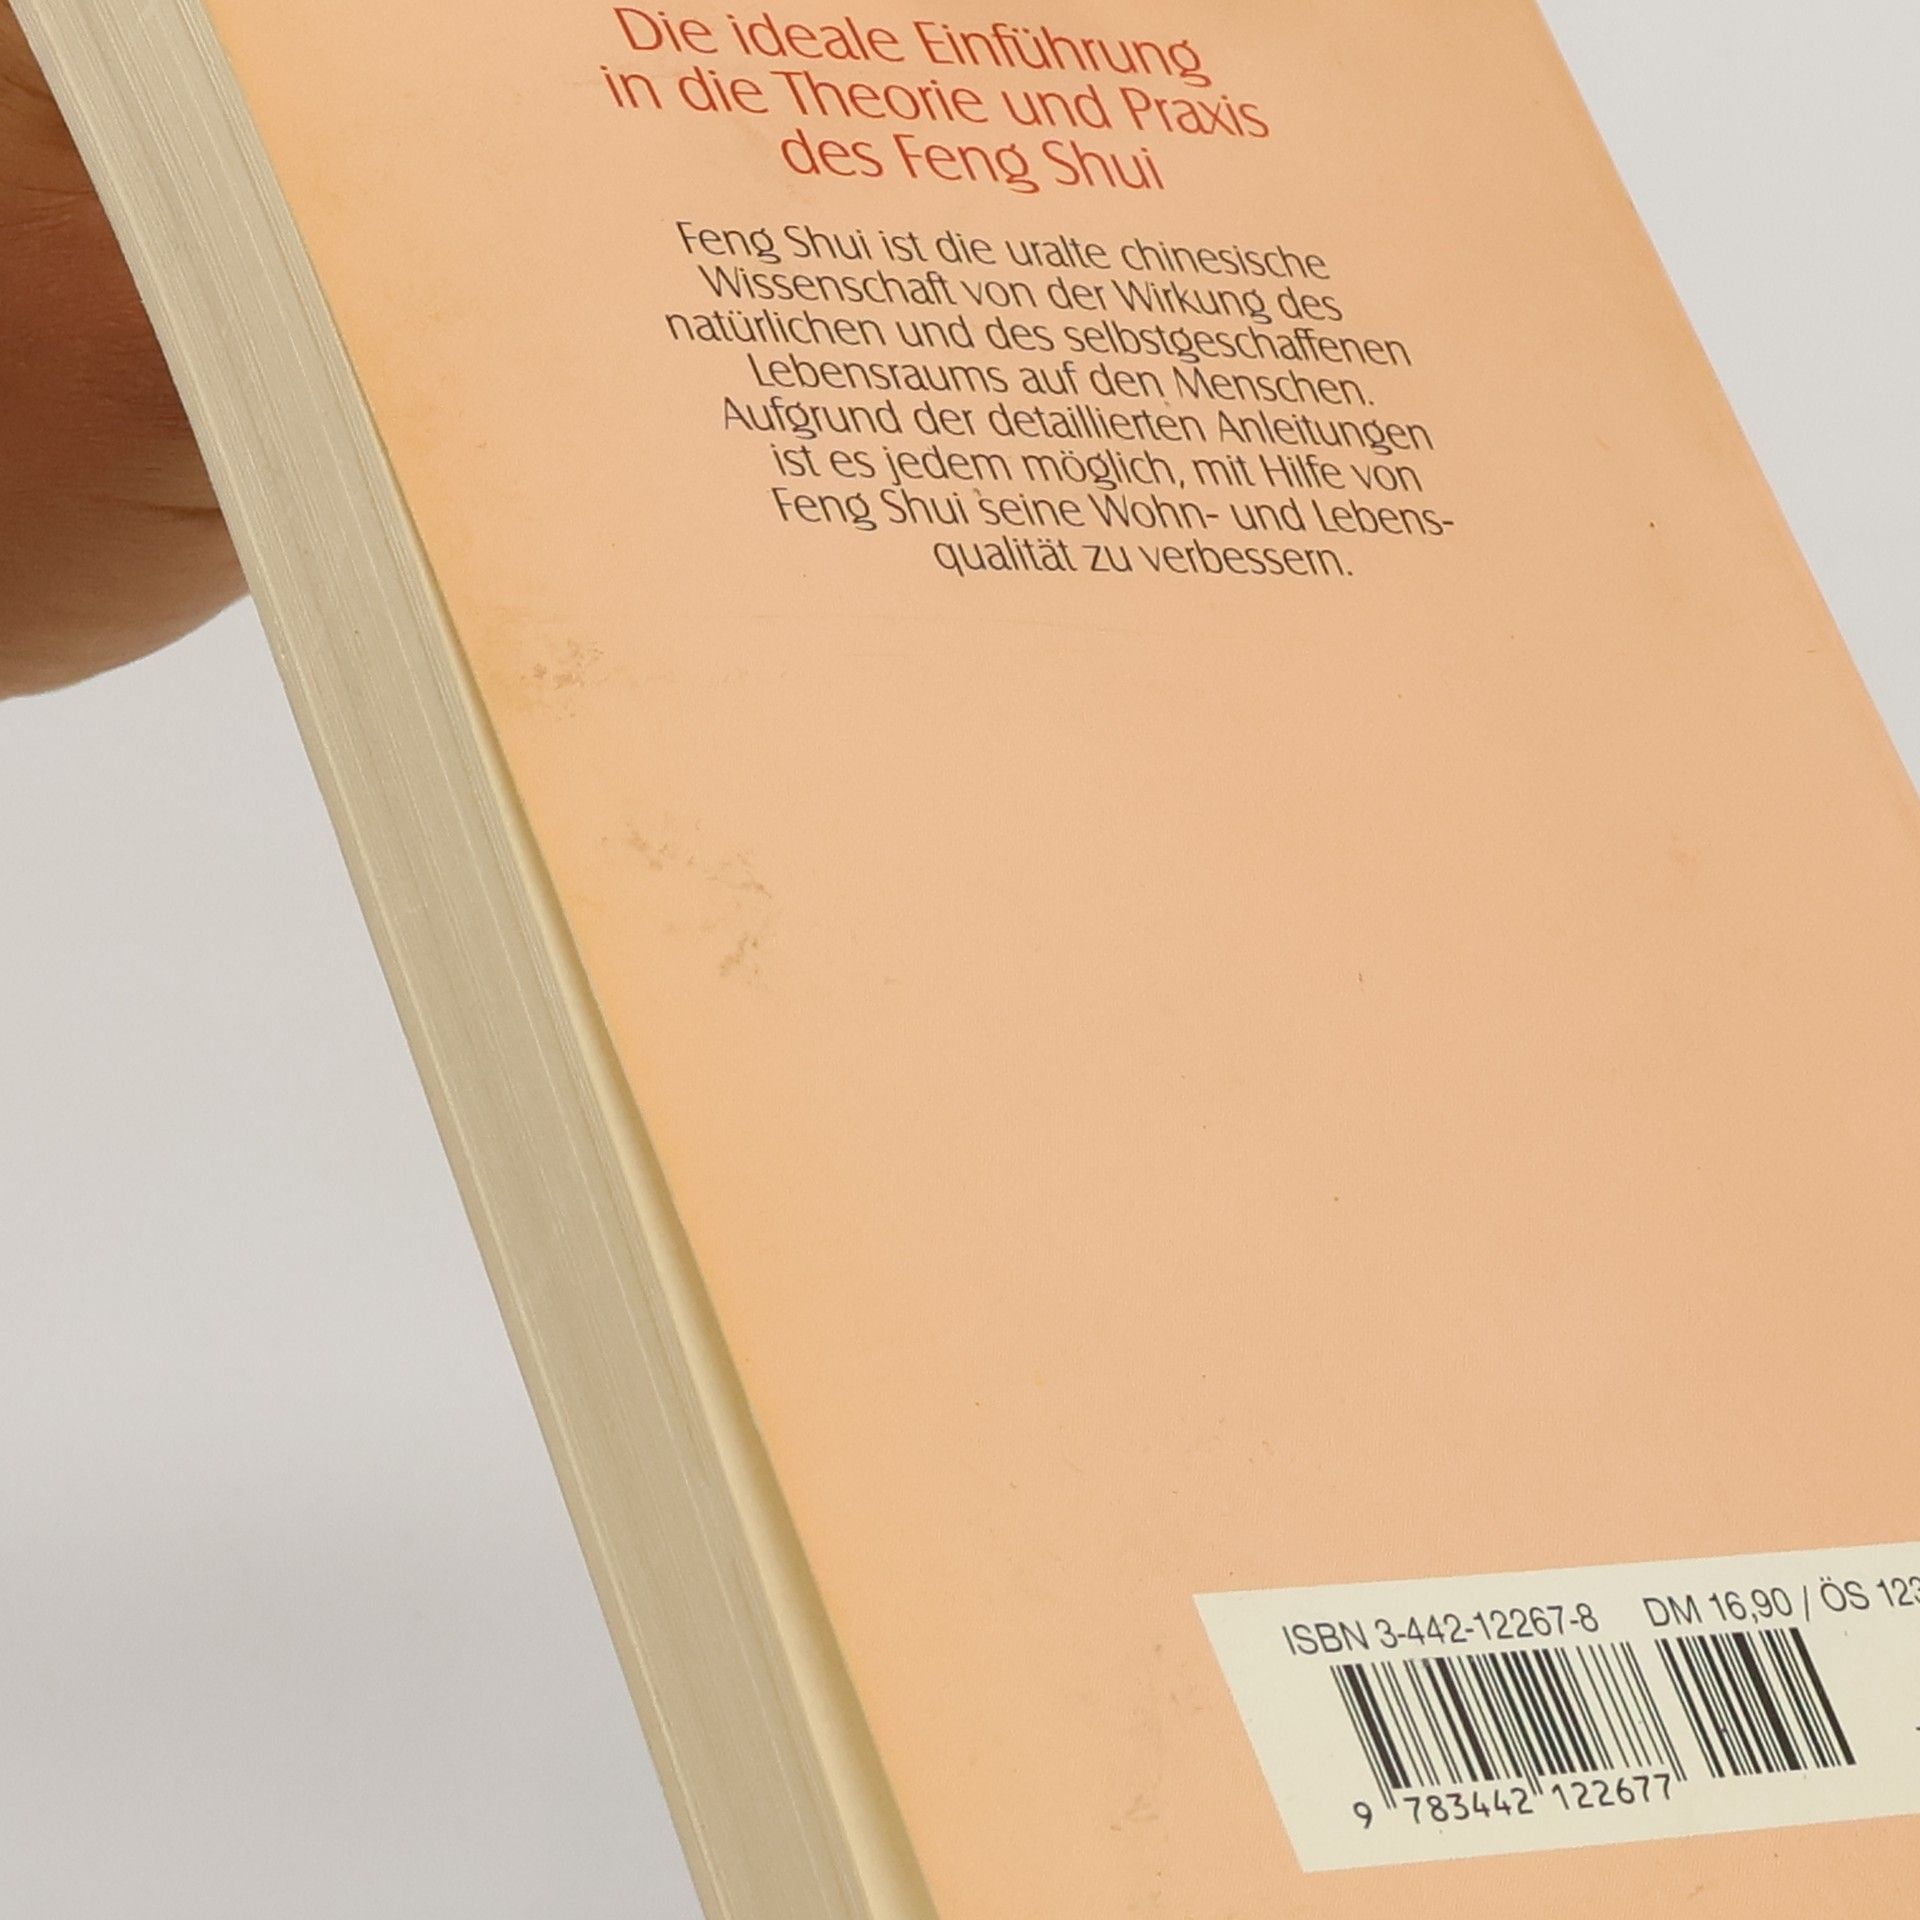 Die ideale Einführung
in die Theorie und Praxis
des Feng Shui
Feng Shui ist die uralte chinesische
Wissenschaft von der Wirkung des
natürlichen und des selbstgeschaffenen
Lebensraums auf den Menschen.
Aufgrund der detaillierten Anleitungen
ist es jedem möglich, mit Hilfe von
Feng Shui seine Wohn- und Lebens-
qualität zu verbessern.
ISBN 3-442-12267-8 DM 16,90 / ÖS 123
9 783442 122677